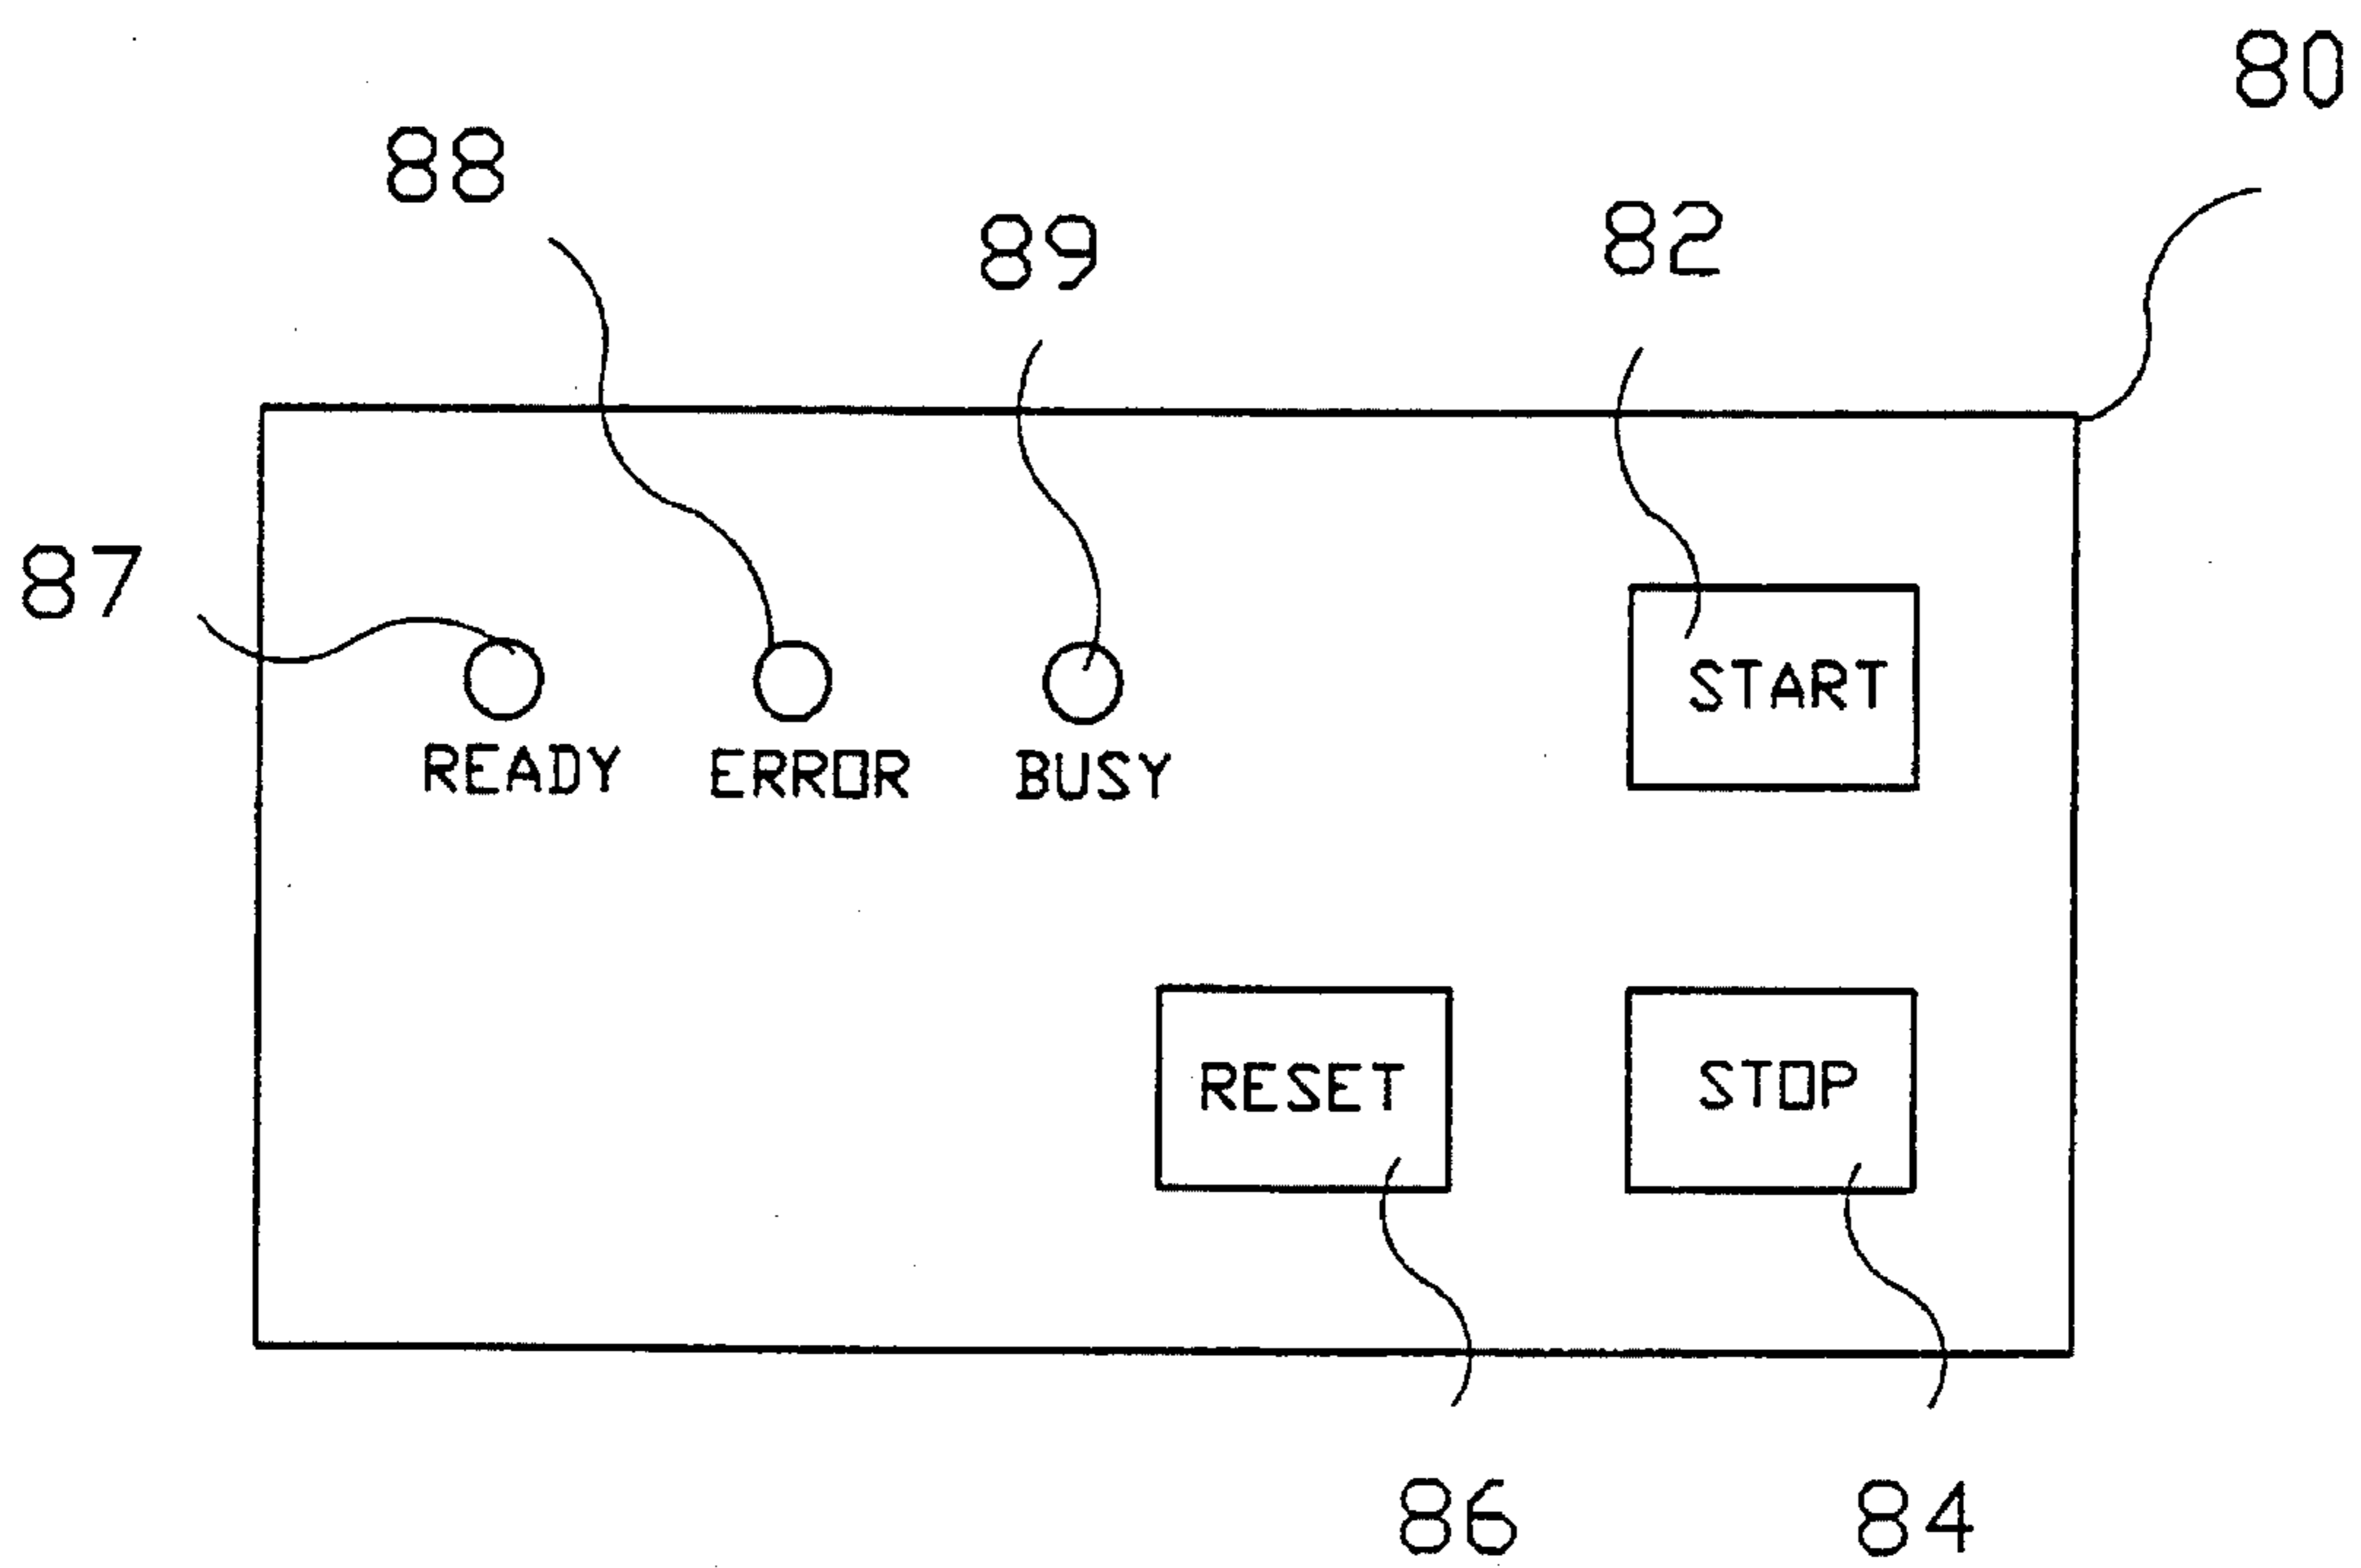 80
88
89
82
87
START
READY ERROR BUSY
RESET STOP
86 84